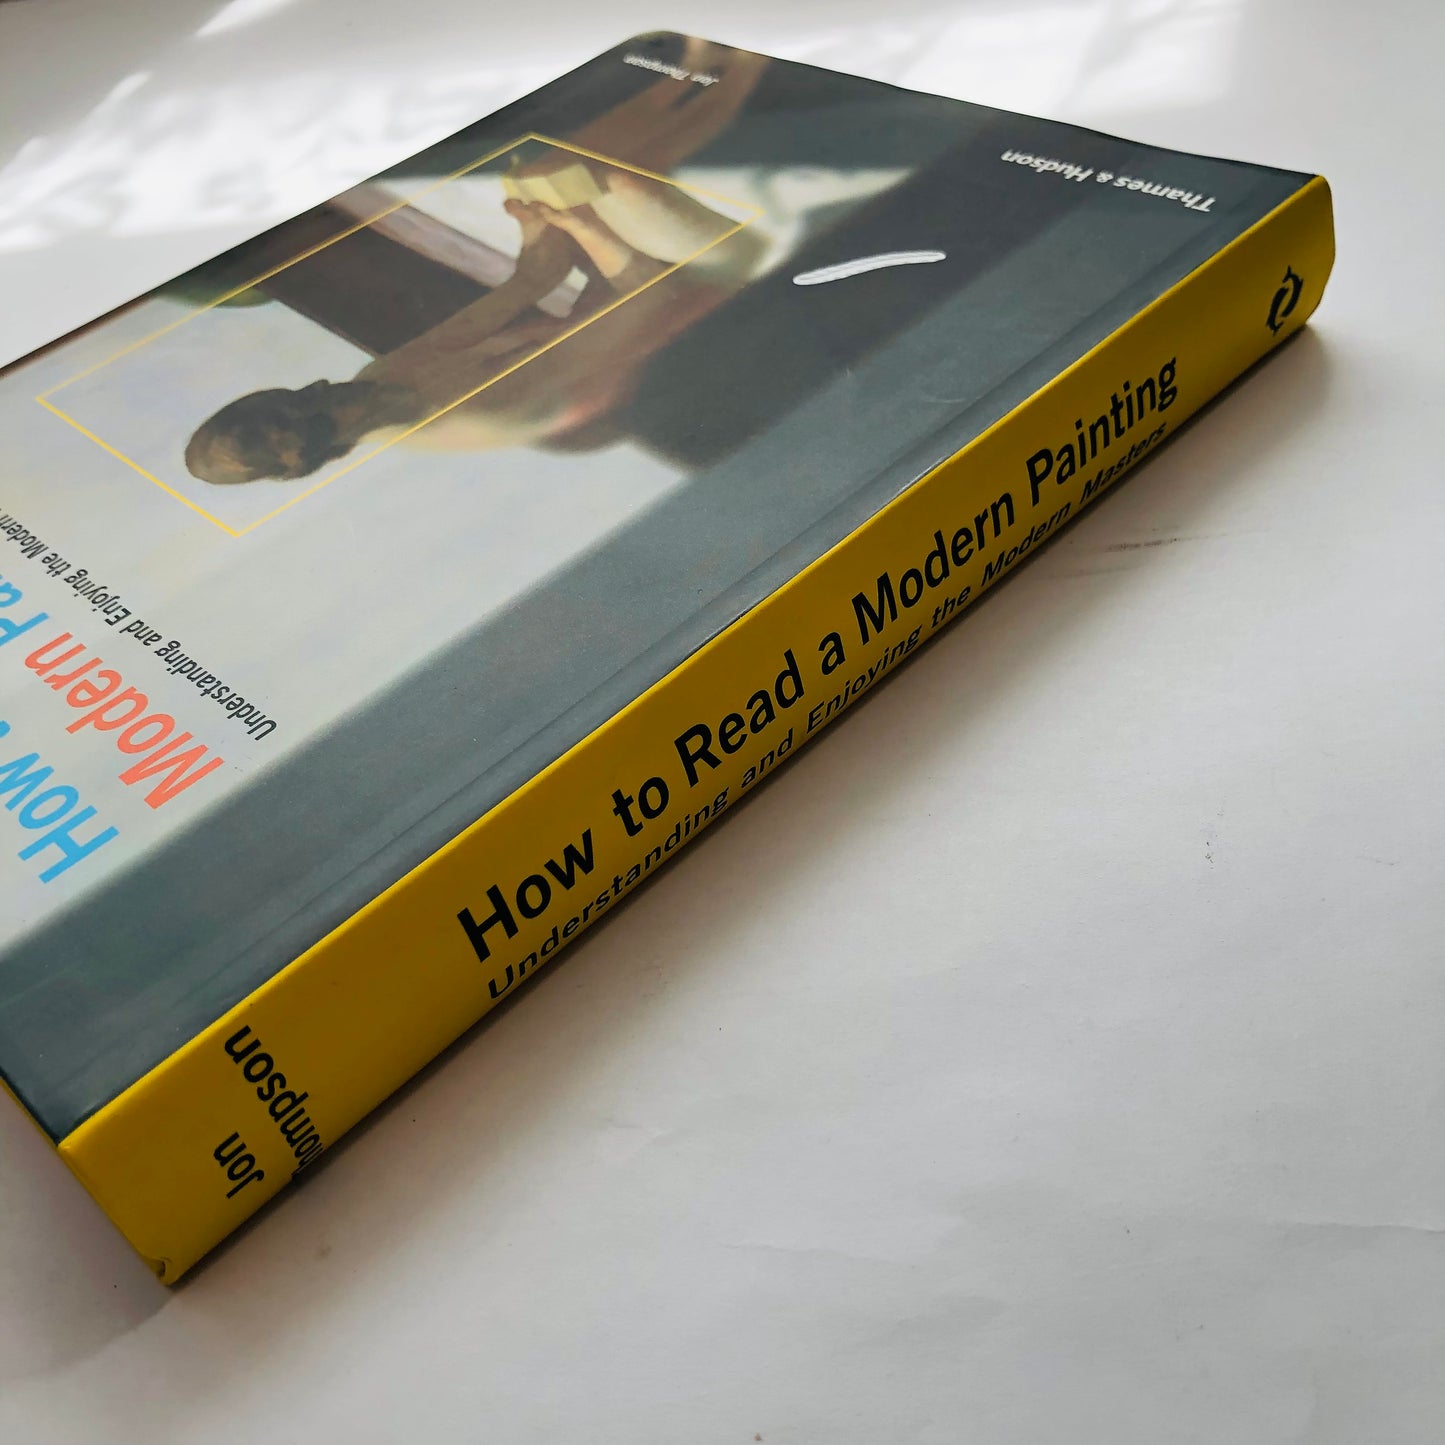 How to Read a Modern Painting
Understanding and Enjoying the Modern Masters
Jon
Thompson
Jon Thompson
Thames & Hudson
Understanding and Enjoying the Modern
How
Modern